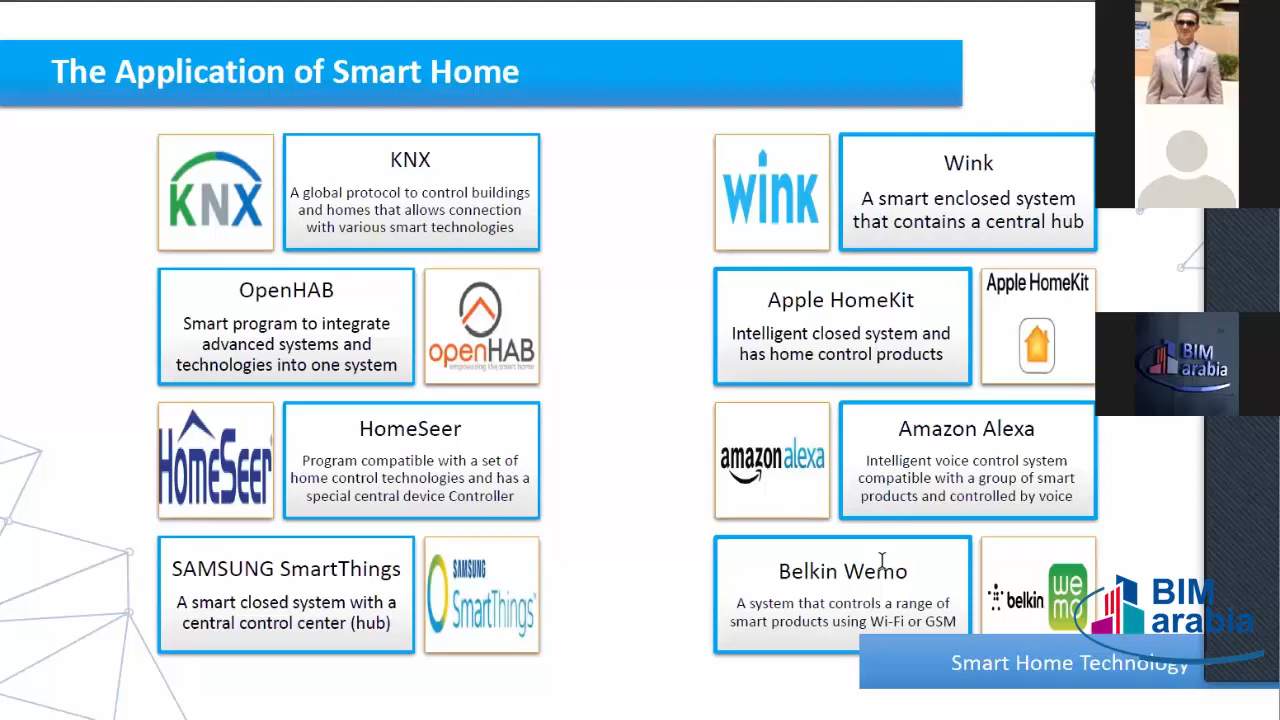 The Application of Smart Home
KNX
KNX
A global protocol to control buildings
and homes that allows connection
with various smart technologies
OpenHAB
Smart program to integrate
advanced systems and
technologies into one system
openHAB
empowering the smart home
HomeSeer
HomeSeer
Program compatible with a set of
home control technologies and has a
special central device Controller
SAMSUNG SmartThings
A smart closed system with a
central control center (hub)
SAMSUNG
SmartThings
wink
Wink
A smart enclosed system
that contains a central hub
Apple HomeKit
Intelligent closed system and
has home control products
Apple HomeKit
amazon alexa
Amazon Alexa
Intelligent voice control system
compatible with a group of smart
products and controlled by voice
Belkin Wemo
A system that controls a range of
smart products using Wi-Fi or GSM
belkin
wemo
BIM
arabia
BIM
arabia
Smart Home Technology